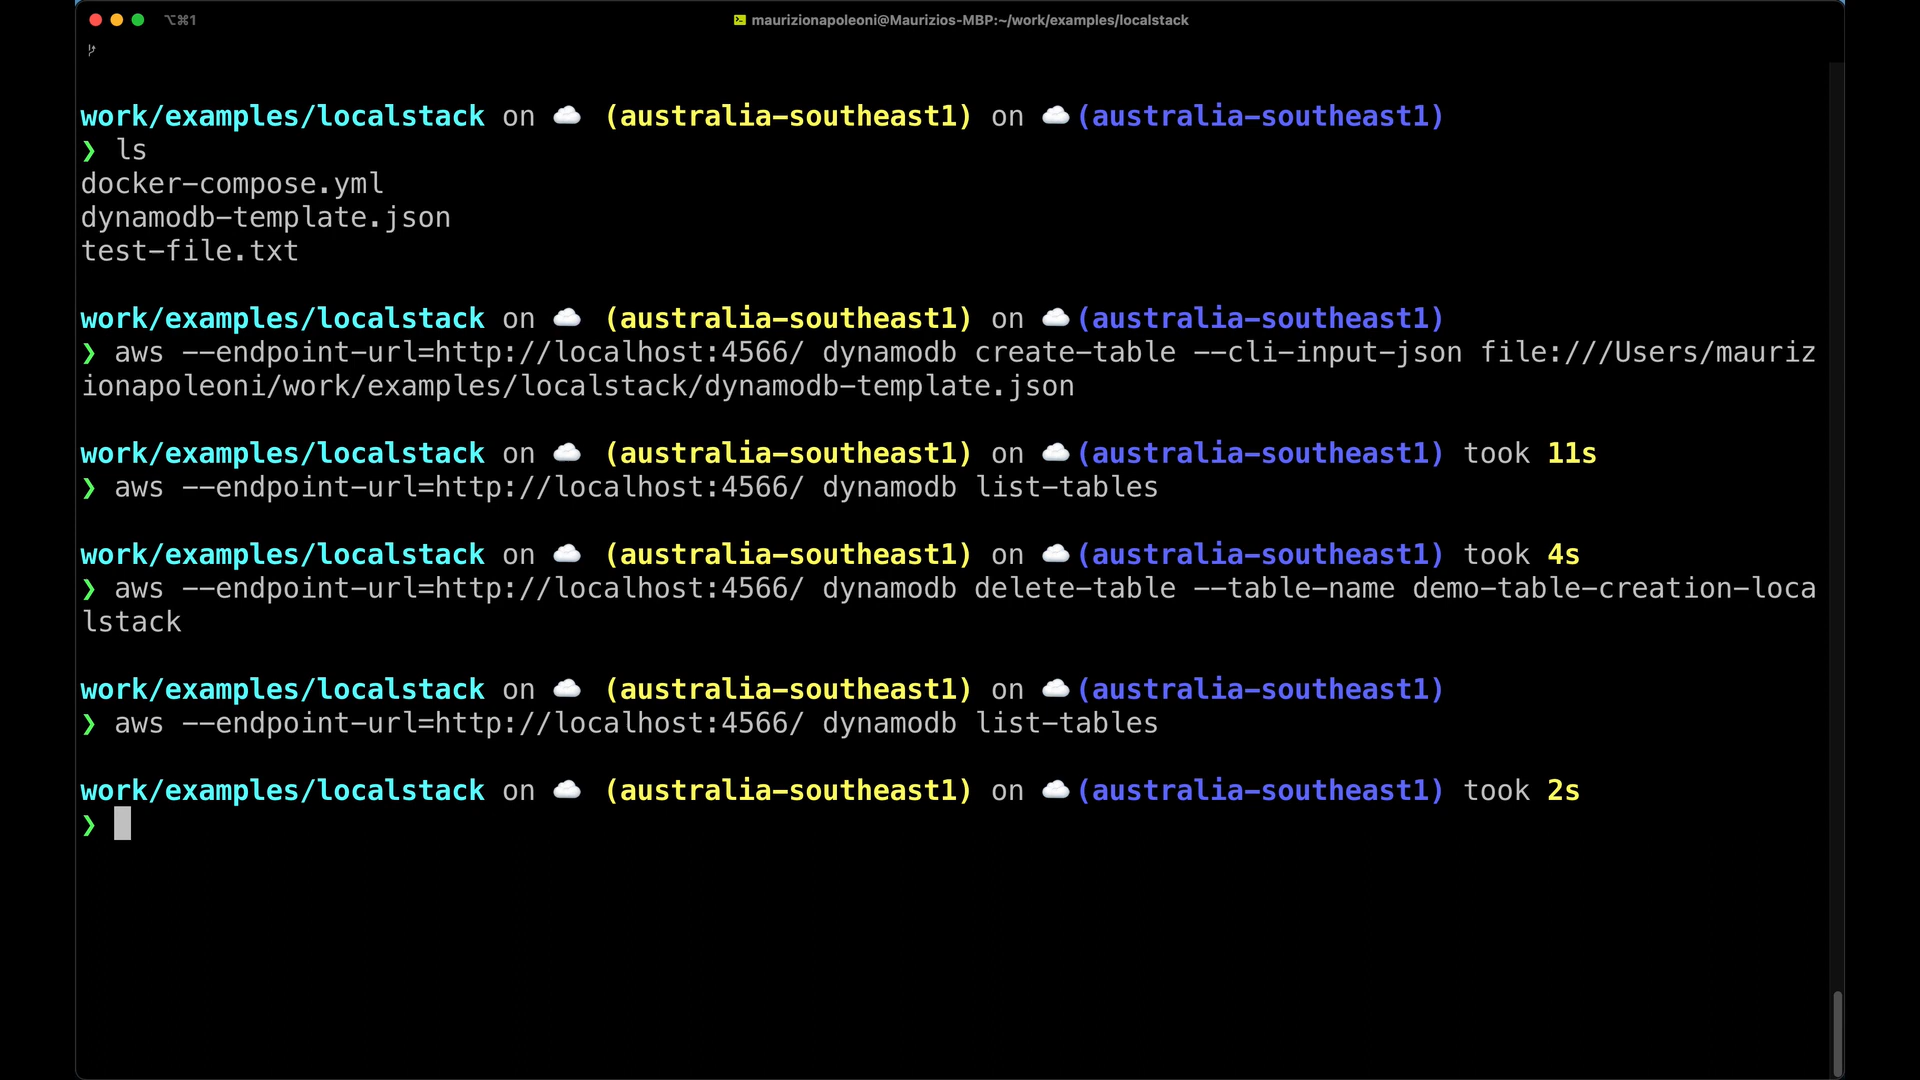 ⌥⌘1
maurizionapoleoni@Maurizios-MBP:~/work/examples/localstack
work/examples/localstack on ☁️ (australia-southeast1) on ☁️(australia-southeast1)
❯ ls
docker-compose.yml
dynamodb-template.json
test-file.txt
work/examples/localstack on ☁️ (australia-southeast1) on ☁️(australia-southeast1)
❯ aws --endpoint-url=http://localhost:4566/ dynamodb create-table --cli-input-json file:///Users/mauriz
ionapoleoni/work/examples/localstack/dynamodb-template.json
work/examples/localstack on ☁️ (australia-southeast1) on ☁️(australia-southeast1) took 11s
❯ aws --endpoint-url=http://localhost:4566/ dynamodb list-tables
work/examples/localstack on ☁️ (australia-southeast1) on ☁️(australia-southeast1) took 4s
❯ aws --endpoint-url=http://localhost:4566/ dynamodb delete-table --table-name demo-table-creation-loca
lstack
work/examples/localstack on ☁️ (australia-southeast1) on ☁️(australia-southeast1)
❯ aws --endpoint-url=http://localhost:4566/ dynamodb list-tables
work/examples/localstack on ☁️ (australia-southeast1) on ☁️(australia-southeast1) took 2s
❯